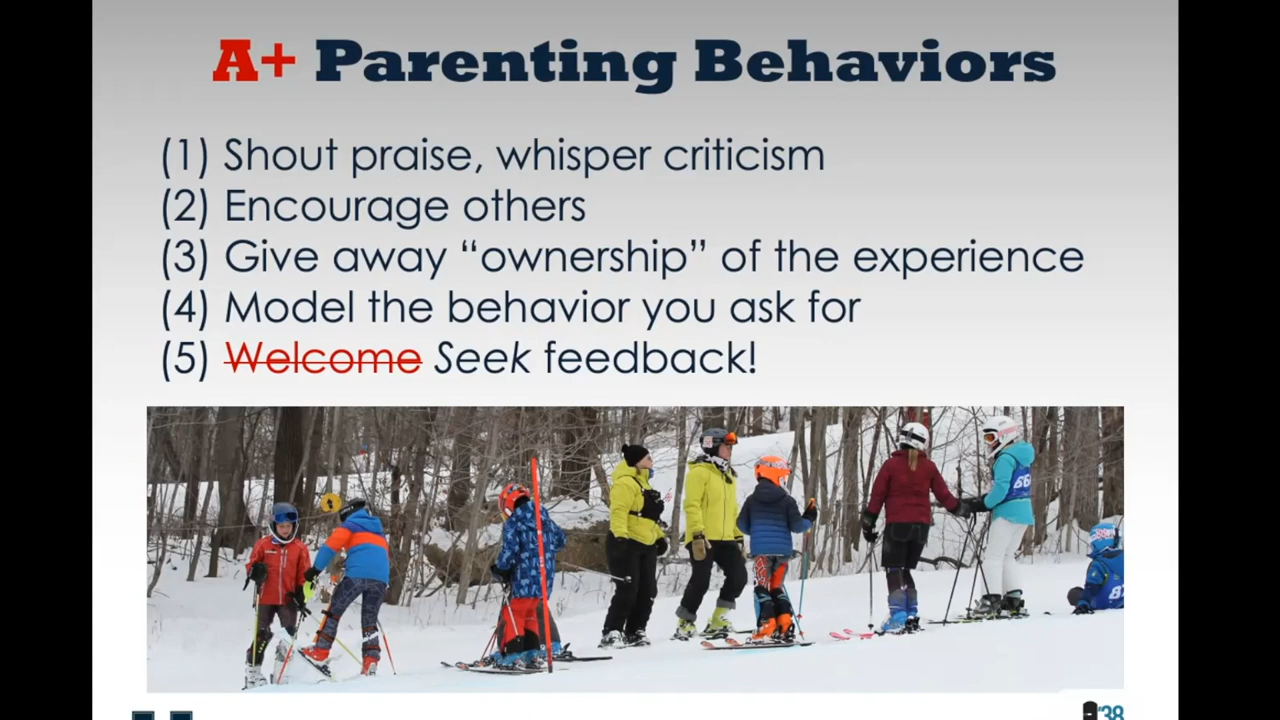 A+ Parenting Behaviors
(1) Shout praise, whisper criticism
(2) Encourage others
(3) Give away “ownership” of the experience
(4) Model the behavior you ask for
(5) Welcome Seek feedback!
'38